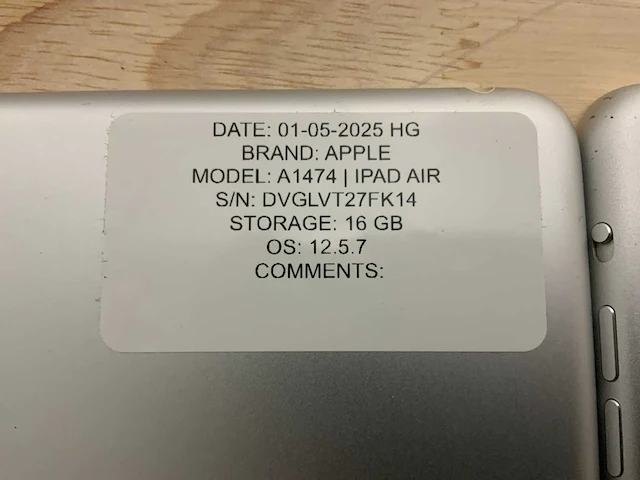 DATE: 01-05-2025 HG
BRAND: APPLE
MODEL: A1474 | IPAD AIR
S/N: DVGLVT27FK14
STORAGE: 16 GB
OS: 12.5.7
COMMENTS: